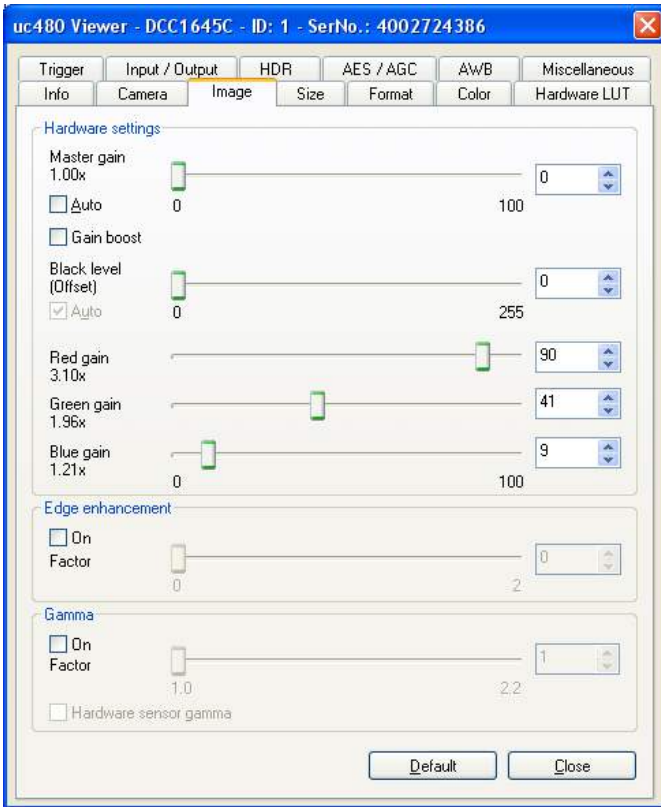 uc480 Viewer - DCC1645C - ID: 1 - SerNo.: 4002724386
Trigger Input / Output HDR AES / AGC AWB Miscellaneous
Info Camera Image Size Format Color Hardware LUT
Hardware settings
Master gain
1.00x
0
Auto 0 100
Gain boost
Black level
(Offset)
0
Auto 0 255
Red gain
3.10x
90
Green gain
1.96x
41
Blue gain
1.21x
9
0 100
Edge enhancement
On
Factor
0
0 2
Gamma
On
Factor
1
1.0 2.2
Hardware sensor gamma
Default Close